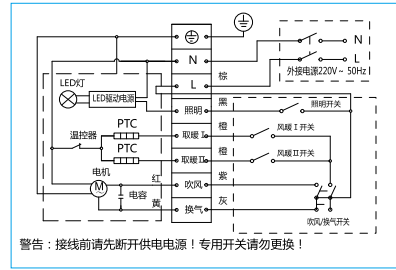 N
L
外接电源220V~ 50Hz
N
L
照明
取暖Ⅰ
取暖Ⅱ
吹风
换气
棕
黑
橙
橙
紫
灰
LED灯
LED驱动电源
PTC
温控器
PTC
电机
M
电容
红
黄
照明开关
风暖Ⅰ开关
风暖Ⅱ开关
吹风/换气开关
警告：接线前请先断开供电电源！专用开关请勿更换！